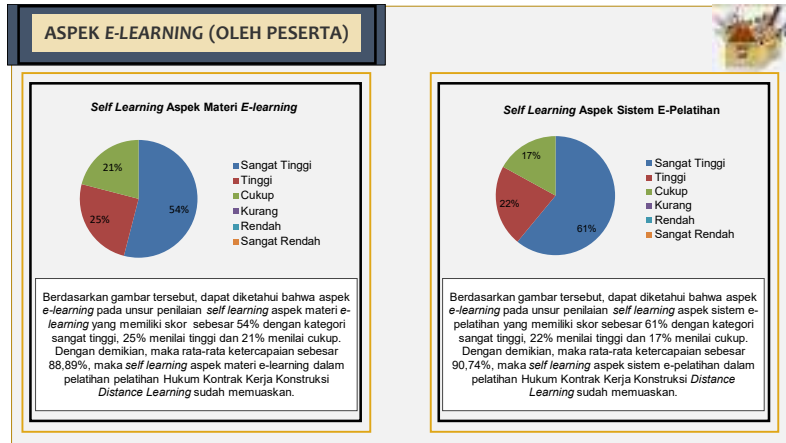 ASPEK E-LEARNING (OLEH PESERTA)
Self Learning Aspek Materi E-learning
21%
25%
54%
Sangat Tinggi
Tinggi
Cukup
Kurang
Rendah
Sangat Rendah
Berdasarkan gambar tersebut, dapat diketahui bahwa aspek
e-learning pada unsur penilaian self learning aspek materi e-
learning yang memiliki skor sebesar 54% dengan kategori
sangat tinggi, 25% menilai tinggi dan 21% menilai cukup.
Dengan demikian, maka rata-rata ketercapaian sebesar
88,89%, maka self learning aspek materi e-learning dalam
pelatihan pelatihan Hukum Kontrak Kerja Konstruksi
Distance Learning sudah memuaskan.
Self Learning Aspek Sistem E-Pelatihan
17%
22%
61%
Sangat Tinggi
Tinggi
Cukup
Kurang
Rendah
Sangat Rendah
Berdasarkan gambar tersebut, dapat diketahui bahwa aspek
e-learning pada unsur penilaian self learning aspek sistem e-
pelatihan yang memiliki skor sebesar 61% dengan kategori
sangat tinggi, 22% menilai tinggi dan 17% menilai cukup.
Dengan demikian, maka rata-rata ketercapaian sebesar
90,74%, maka self learning aspek sistem e-pelatihan dalam
pelatihan Hukum Kontrak Kerja Konstruksi Distance
Learning sudah memuaskan.